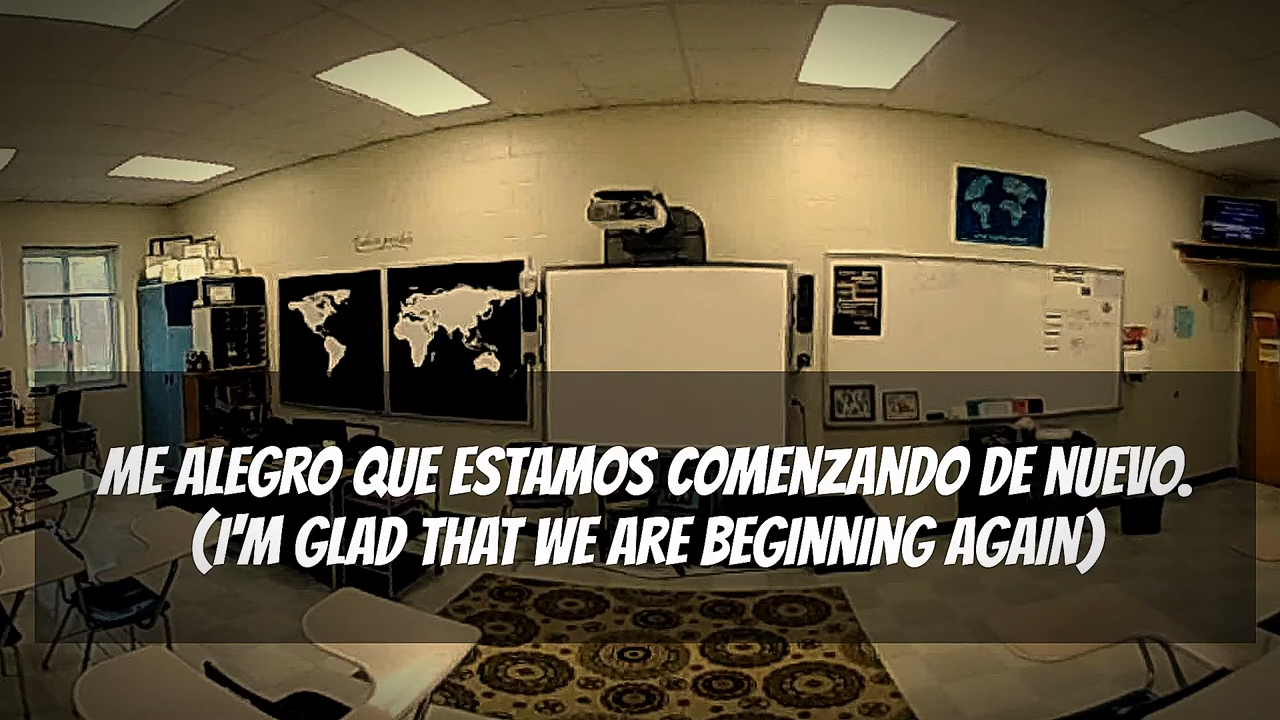 ME ALEGRO QUE ESTAMOS COMENZANDO DE NUEVO.
(I'M GLAD THAT WE ARE BEGINNING AGAIN)